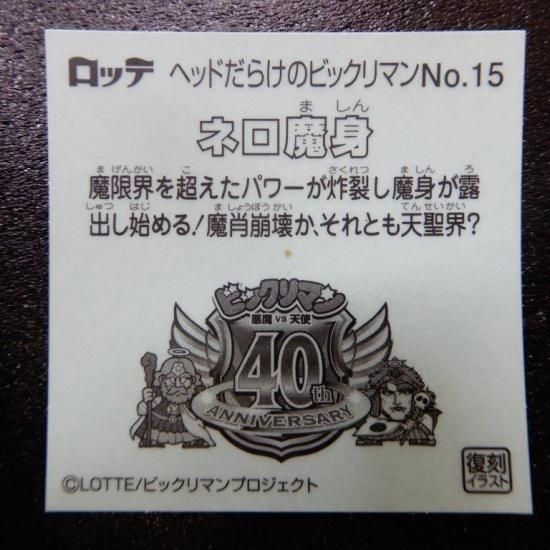 ロッテ ヘッドだらけのビックリマンNo.15
ましん
ネロ魔身
まげんかい こ さくれつ ましん ろ
魔限界を超えたパワーが炸裂し魔身が露
しゅつ はじ ましょうほうかい てんせいかい
出し始める!魔肖崩壊か、それとも天聖界?
ビックリマン
悪魔 VS 天使
40th
ANNIVERSARY
©LOTTE/ビックリマンプロジェクト
復刻
イラスト